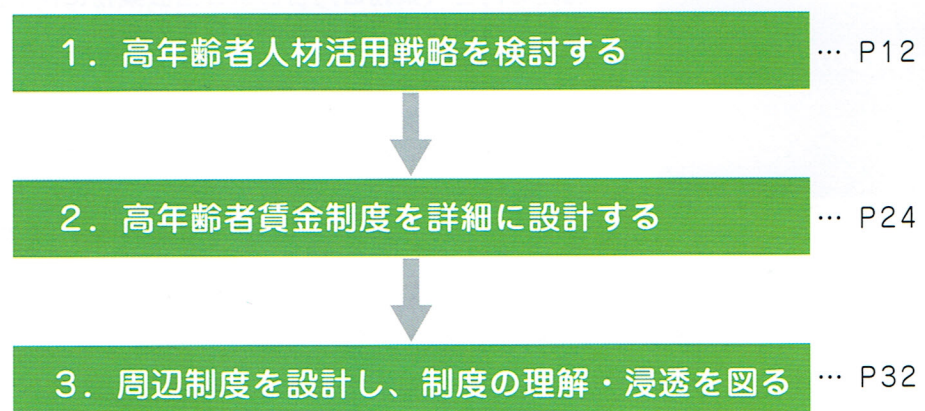 1. 高年齢者人材活用戦略を検討する … P12
2. 高年齢者賃金制度を詳細に設計する … P24
3. 周辺制度を設計し、制度の理解・浸透を図る … P32